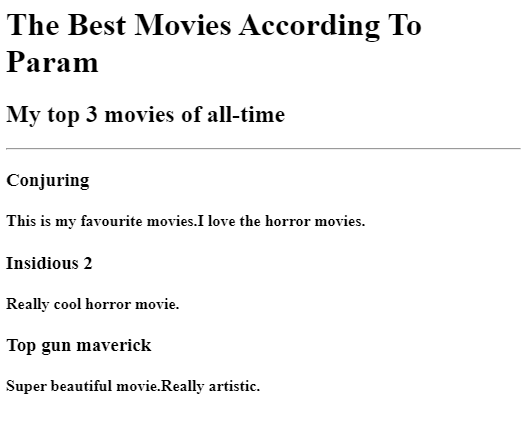 The Best Movies According To
Param
My top 3 movies of all-time
Conjuring
This is my favourite movies.I love the horror movies.
Insidious 2
Really cool horror movie.
Top gun maverick
Super beautiful movie.Really artistic.